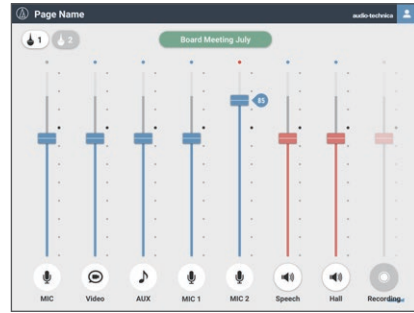 Page Name
audio-technica
1
2
Board Meeting July
85
MIC
Video
AUX
MIC 1
MIC 2
Speech
Hall
Recording